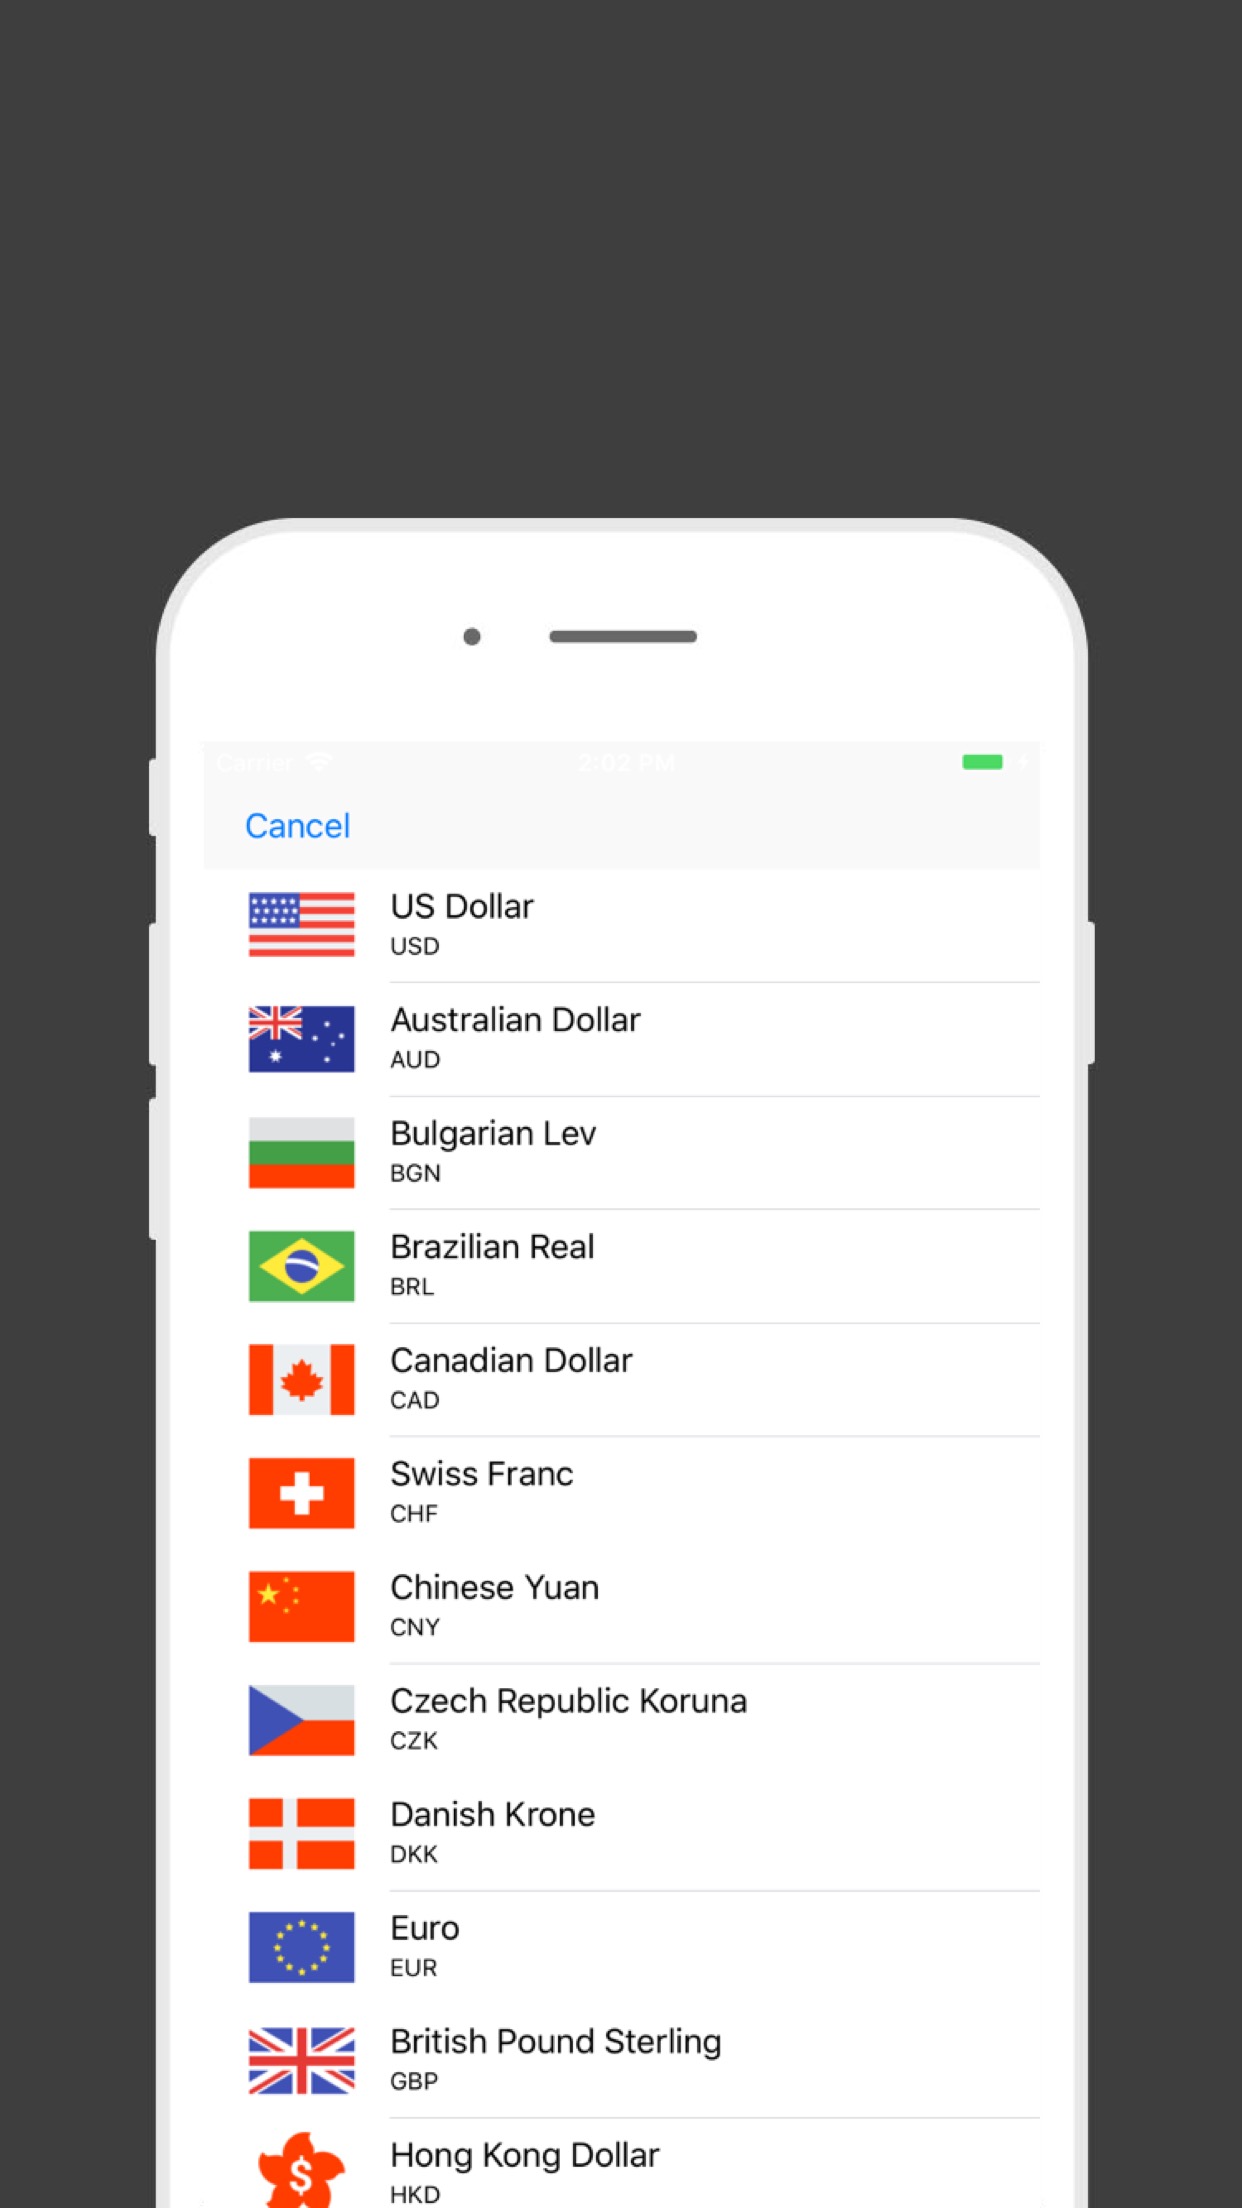 Carrier
2:02 PM
Cancel
US Dollar
USD
Australian Dollar
AUD
Bulgarian Lev
BGN
Brazilian Real
BRL
Canadian Dollar
CAD
Swiss Franc
CHF
Chinese Yuan
CNY
Czech Republic Koruna
CZK
Danish Krone
DKK
Euro
EUR
British Pound Sterling
GBP
$
Hong Kong Dollar
HKD